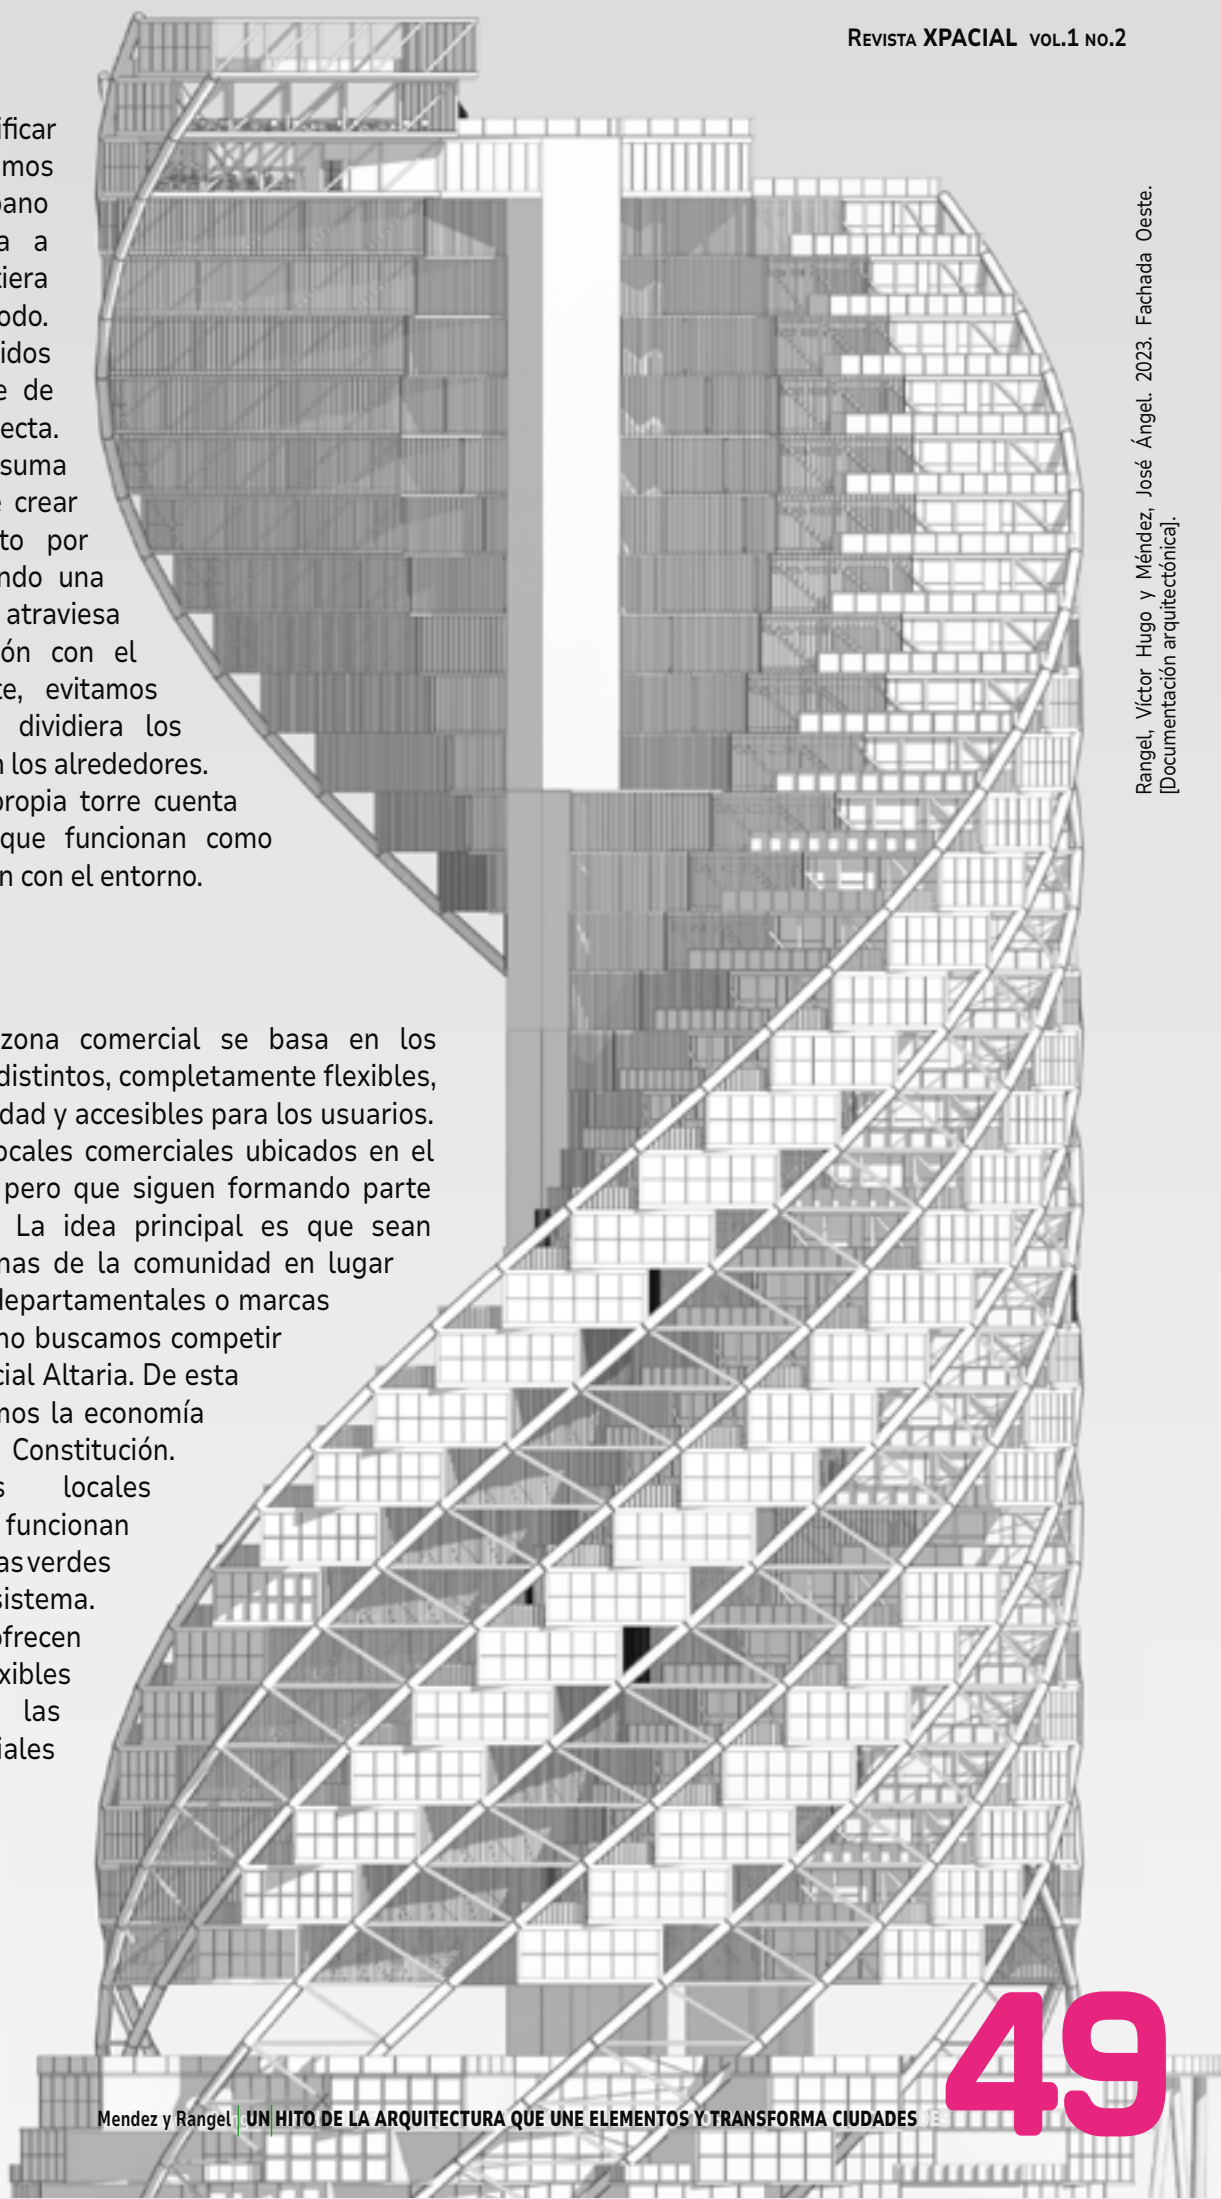 Revista XPACIAL vol.1 no.2
ificar
mos
ano
a a
tiera
odo.
idos
e de
ecta.
suma
crear
to por
ndo una
atraviesa
ón con el
te, evitamos
dividiera los
los alrededores.
propia torre cuenta
que funcionan como
n con el entorno.
zona comercial se basa en los
distintos, completamente flexibles,
dad y accesibles para los usuarios.
ocales comerciales ubicados en el
pero que siguen formando parte
La idea principal es que sean
nas de la comunidad en lugar
departamentales o marcas
no buscamos competir
cial Altaria. De esta
mos la economía
Constitución.
s locales
funcionan
as verdes
sistema.
ofrecen
xibles
las
iales
Rangel, Víctor Hugo y Méndez, José Ángel. 2023. Fachada Oeste.
[Documentación arquitectónica].
Mendez y Rangel | UN HITO DE LA ARQUITECTURA QUE UNE ELEMENTOS Y TRANSFORMA CIUDADES
49